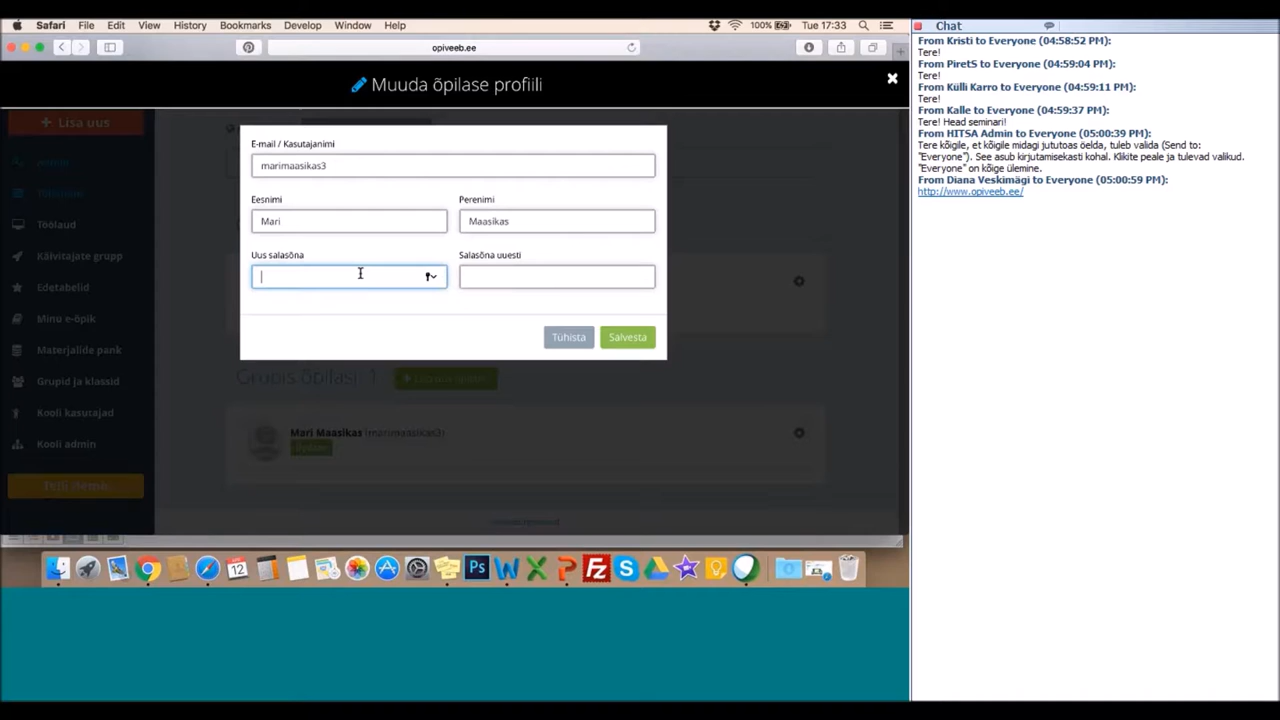 Safari File Edit View History Bookmarks Develop Window Help
100% Tue 17:33
opiveeb.ee
Muuda õpilase profiili
+ Lisa uus
Töölaud
Käivitajate grupp
Edetabelid
Minu e-õpik
Materjalide pank
Grupid ja klassid
Kooli kasutajad
Kooli admin
Telli
E-mail / Kasutajanimi
marimaasikas3
Eesnimi Perenimi
Mari Maasikas
Uus salasõna Salasõna uuesti
Tühista Salvesta
Grupis õpilasi: 1
Mari Maasikas (marimaasikas3)
Õpilane
12
Ps
Fz
Chat
From Kristi to Everyone (04:58:52 PM):
Tere!
From PiretS to Everyone (04:59:04 PM):
Tere!
From Külli Karro to Everyone (04:59:11 PM):
Tere!
From Kalle to Everyone (04:59:37 PM):
Tere! Head seminari!
From HITSA Admin to Everyone (05:00:39 PM):
Tere kõigile, et kõigile midagi jututoas öelda, tuleb valida (Send to:
"Everyone"). See asub kirjutamisekasti kohal. Klikite peale ja tulevad valikud.
"Everyone" on kõige ülemine.
From Diana Veskimägi to Everyone (05:00:59 PM):
http://www.opiveeb.ee/